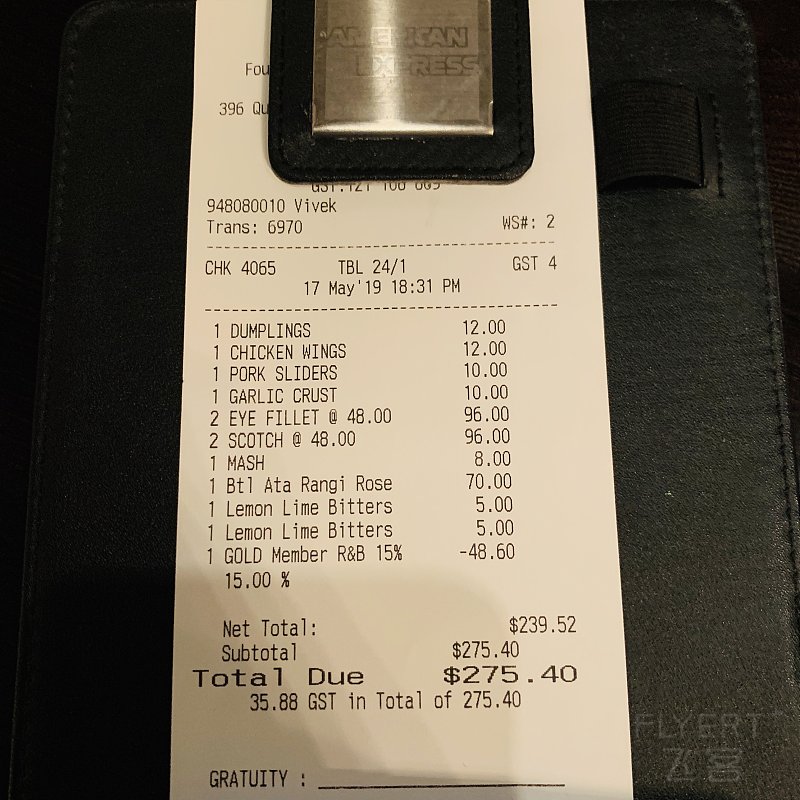 AMERICAN
EXPRESS
396
948080010 Vivek
Trans: 6970 WS#: 2
CHK 4065 TBL 24/1 GST 4
17 May'19 18:31 PM
1 DUMPLINGS 12.00
1 CHICKEN WINGS 12.00
1 PORK SLIDERS 10.00
1 GARLIC CRUST 10.00
2 EYE FILLET @ 48.00 96.00
2 SCOTCH @ 48.00 96.00
1 MASH 8.00
1 Btl Ata Rangi Rose 70.00
1 Lemon Lime Bitters 5.00
1 Lemon Lime Bitters 5.00
1 GOLD Member R&B 15% -48.60
15.00 %
Net Total: $239.52
Subtotal $275.40
Total Due $275.40
35.88 GST in Total of 275.40
GRATUITY :
FLYERT
飞客